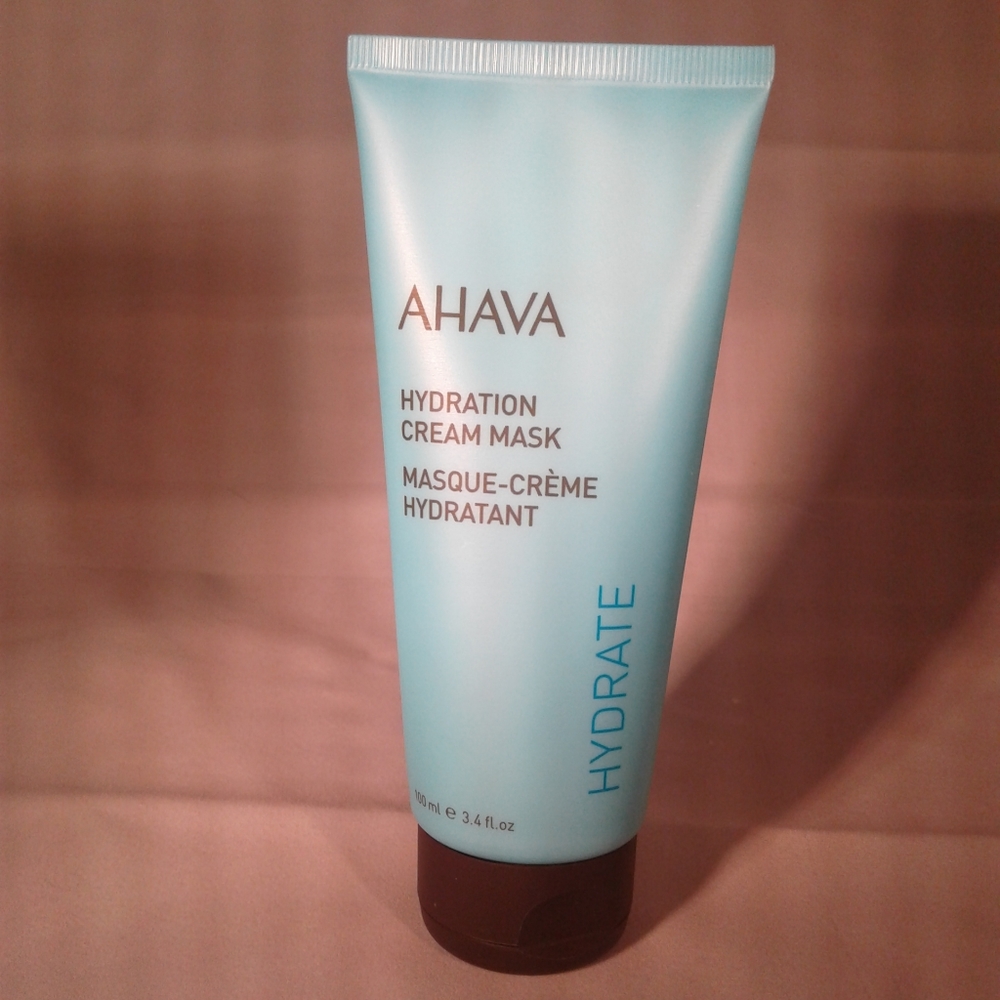 AHAVA
HYDRATION
CREAM MASK
MASQUE-CRÈME
HYDRATANT
HYDRATE
100 ml ℮ 3.4 fl.oz